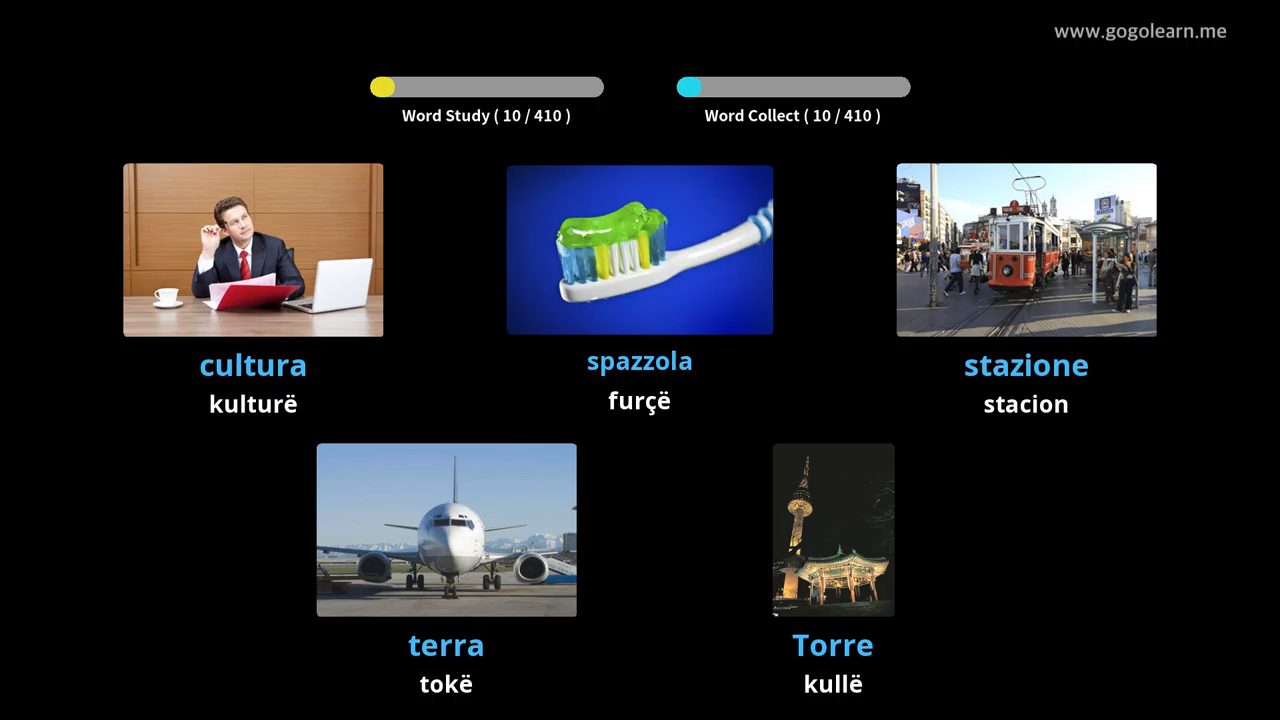 www.gogolearn.me
Word Study ( 10 / 410 )
Word Collect ( 10 / 410 )
cultura
kulturë
spazzola
furçë
stazione
stacion
terra
tokë
Torre
kullë